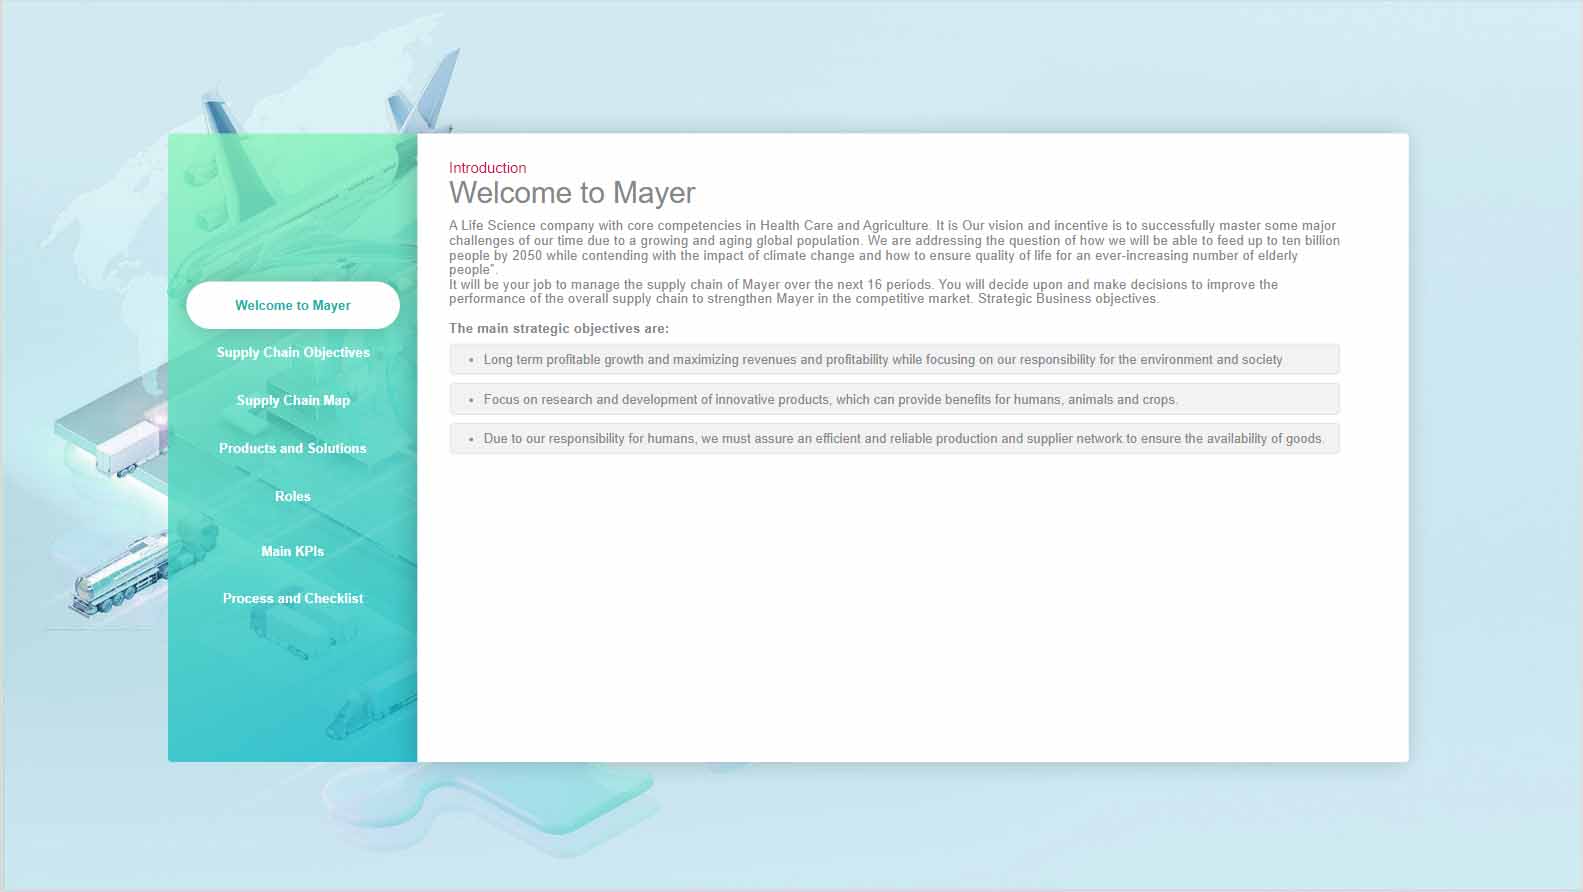 Welcome to Mayer
Supply Chain Objectives
Supply Chain Map
Products and Solutions
Roles
Main KPIs
Process and Checklist
Introduction
Welcome to Mayer
A Life Science company with core competencies in Health Care and Agriculture. It is Our vision and incentive is to successfully master some major
challenges of our time due to a growing and aging global population. We are addressing the question of how we will be able to feed up to ten billion
people by 2050 while contending with the impact of climate change and how to ensure quality of life for an ever-increasing number of elderly
people".
It will be your job to manage the supply chain of Mayer over the next 16 periods. You will decide upon and make decisions to improve the
performance of the overall supply chain to strengthen Mayer in the competitive market. Strategic Business objectives.
The main strategic objectives are:
• Long term profitable growth and maximizing revenues and profitability while focusing on our responsibility for the environment and society
• Focus on research and development of innovative products, which can provide benefits for humans, animals and crops.
• Due to our responsibility for humans, we must assure an efficient and reliable production and supplier network to ensure the availability of goods.